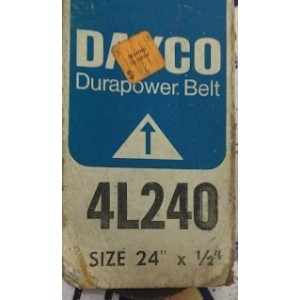 DAYCO
Durapower Belt
4L240
SIZE 24" x 1/2"